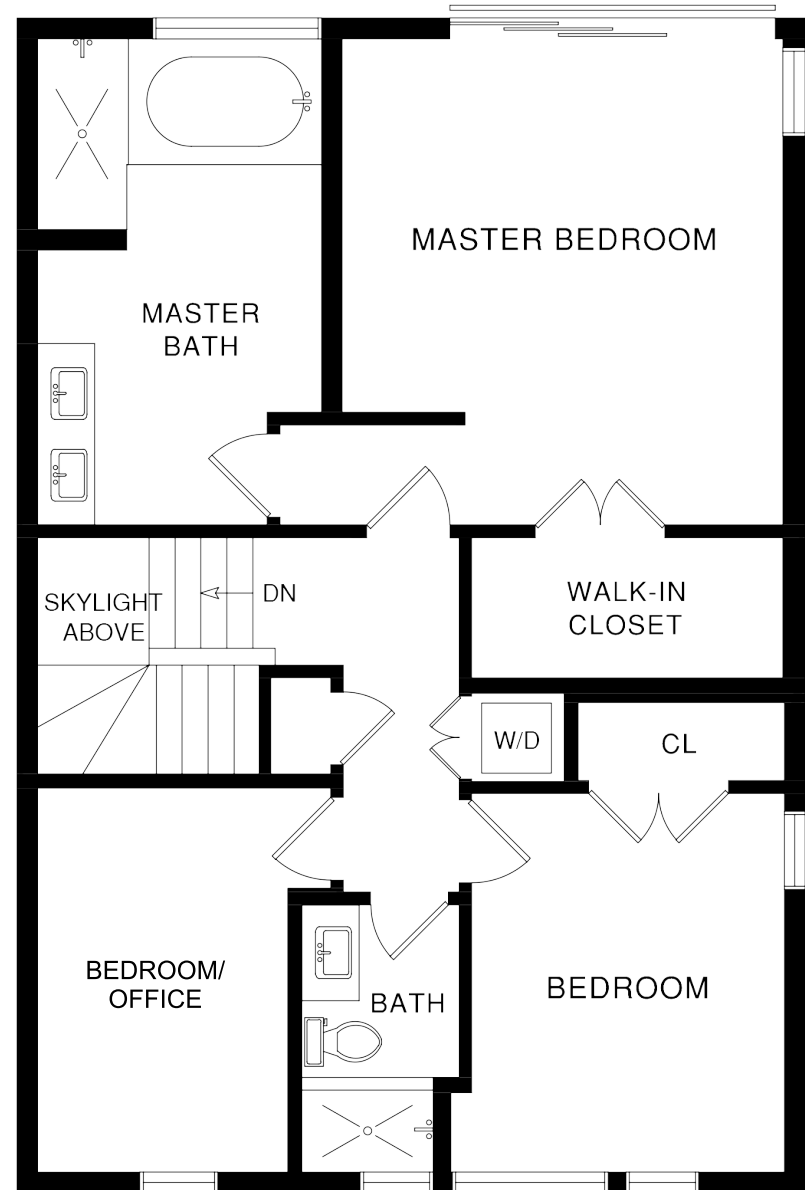 MASTER BEDROOM
MASTER
BATH
SKYLIGHT
ABOVE
DN
WALK-IN
CLOSET
W/D
CL
BEDROOM/
OFFICE
BATH
BEDROOM